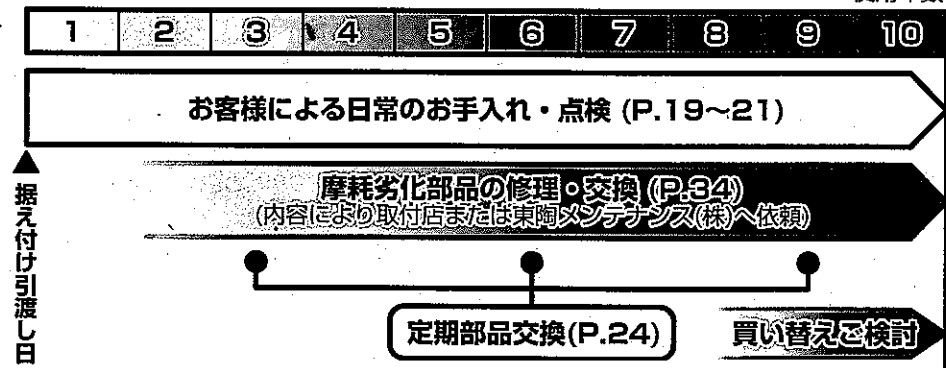 1 2 3 4 5 6 7 8 9 10
お客様による日常のお手入れ・点検 (P.19~21)
摩耗劣化部品の修理・交換 (P.34)
(内容により取付店または東陶メンテナンス(株)へ依頼)
据え付け引渡し日
定期部品交換(P.24)
買い替えご検討